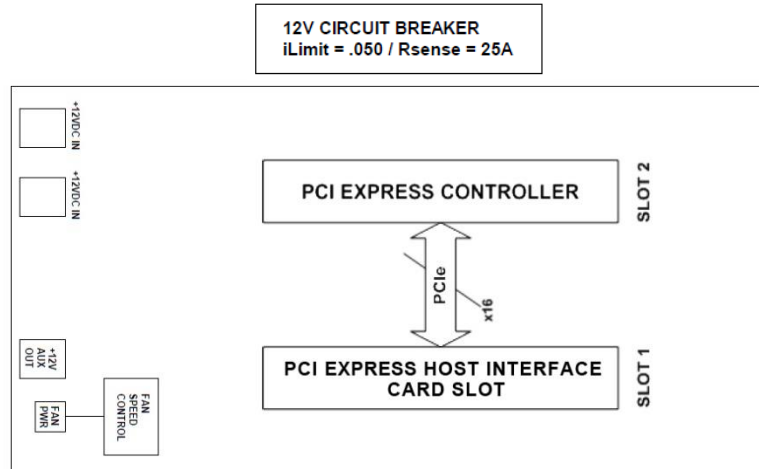 12V CIRCUIT BREAKER
iLimit = .050 / Rsense = 25A
+12VDC IN
+12VDC IN
PCI EXPRESS CONTROLLER
SLOT 2
PCIe
x16
PCI EXPRESS HOST INTERFACE
CARD SLOT
SLOT 1
+12V
AUX
OUT
FAN
PWR
FAN
SPEED
CONTROL